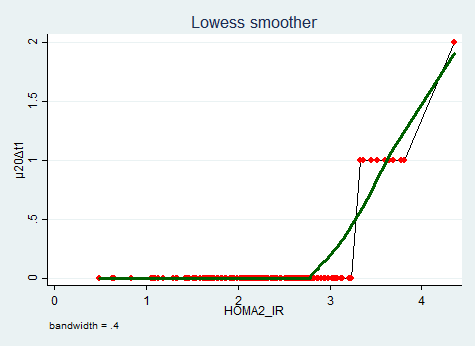 Lowess smoother
2
1.5
1
.5
0
μ20Δt1
0 1 2 3 4
HOMA2_IR
bandwidth = .4